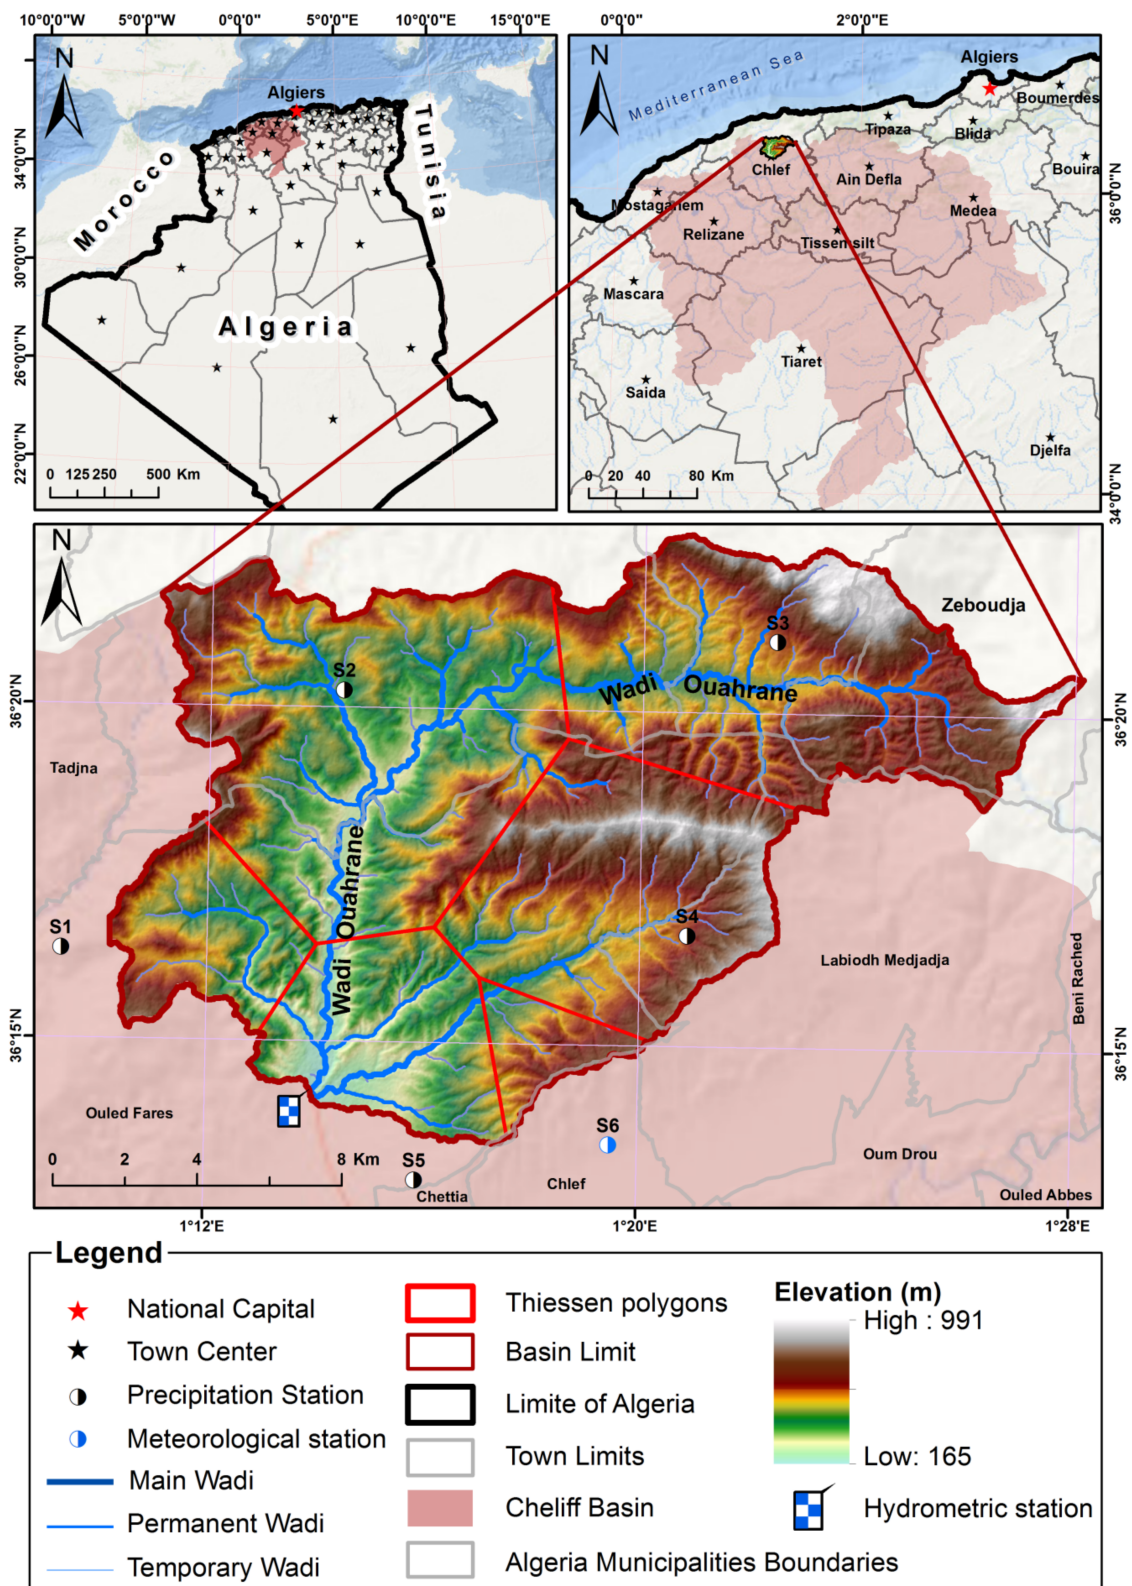 10°0'0"W 5°0'0"W 0°0'0" 5°0'0"E 10°0'0"E 15°0'0"E
0°0'0" 2°0'0"E
N
Algiers
Tunisia
Morocco
Algeria
34°0'0"N
30°0'0"N
26°0'0"N
22°0'0"N
0 125 250 500 Km
N
Mediterranean Sea
Algiers
Boumerdes
Tipaza
Blida
Bouira
Chlef
Ain Defla
Mostaganem
Medea
Relizane
Tissemsilt
Mascara
Tiaret
Saida
Djelfa
36°0'0"N
34°0'0"N
0 20 40 80 Km
N
Zeboudja
S3
S2
Wadi Ouahrane
36°20'N
36°20'N
Tadjna
Wadi Ouahrane
S1
S4
Labiodh Medjadja
Beni Rached
36°15'N
36°15'N
Ouled Fares
S6
Oum Drou
0 2 4 8 Km
S5
Chettia
Chlef
Ouled Abbes
1°12'E 1°20'E 1°28'E
Legend
National Capital
Town Center
Precipitation Station
Meteorological station
Main Wadi
Permanent Wadi
Temporary Wadi
Thiessen polygons
Basin Limit
Limite of Algeria
Town Limits
Cheliff Basin
Algeria Municipalities Boundaries
Elevation (m)
High : 991
Low: 165
Hydrometric station